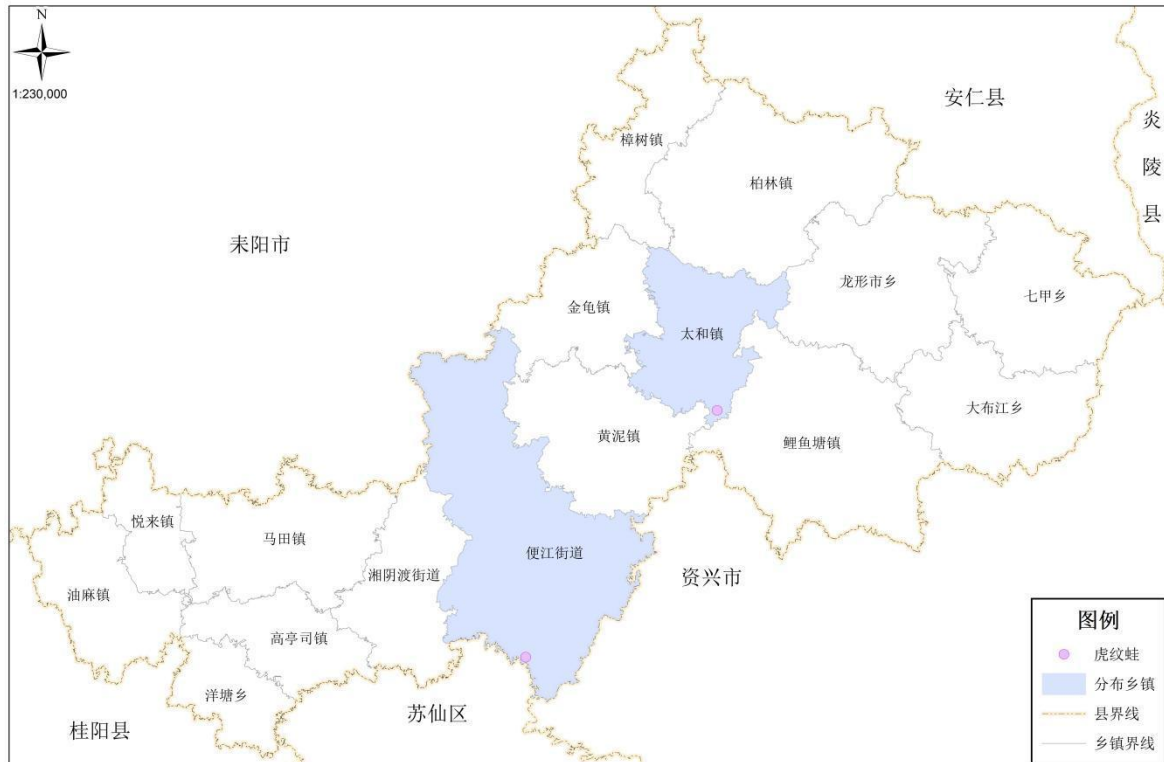 N
1:230,000
安仁县
炎陵县
樟树镇
柏林镇
耒阳市
龙形市乡
七甲乡
金龟镇
太和镇
大布江乡
黄泥镇
鲤鱼塘镇
悦来镇
马田镇
便江街道
湘阴渡街道
资兴市
油麻镇
高亭司镇
洋塘乡
苏仙区
桂阳县
图例
虎纹蛙
分布乡镇
县界线
乡镇界线